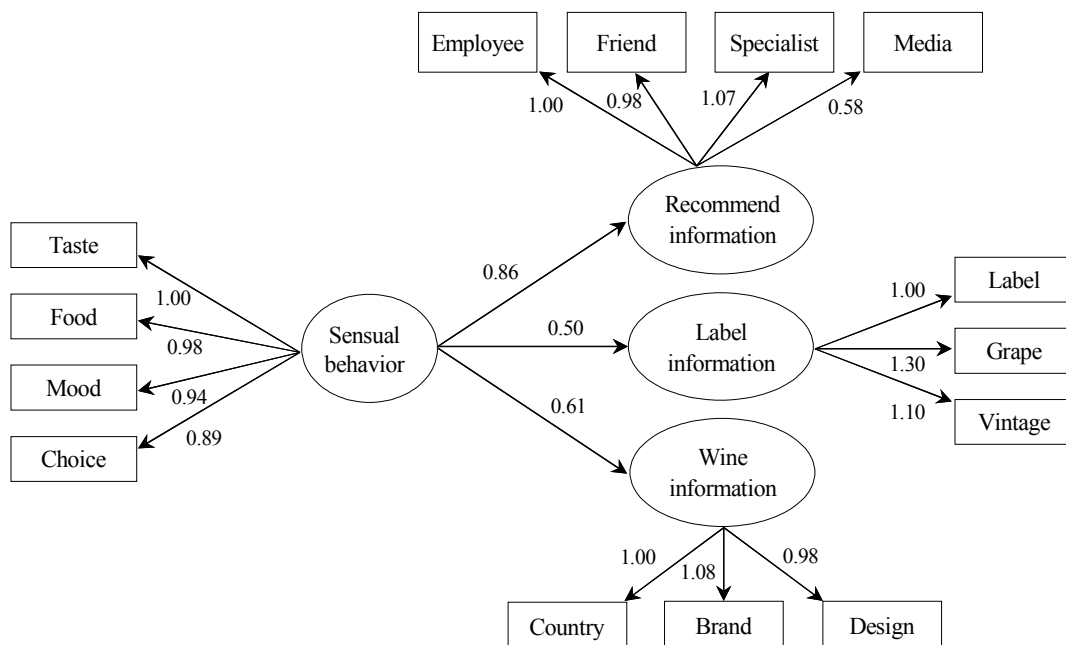 Employee
Friend
Specialist
Media
1.00
0.98
1.07
0.58
Recommend
information
Taste
Food
Mood
Choice
1.00
0.98
0.94
0.89
Sensual
behavior
0.86
0.50
0.61
Label
information
1.00
1.30
1.10
Label
Grape
Vintage
Wine
information
1.00
1.08
0.98
Country
Brand
Design